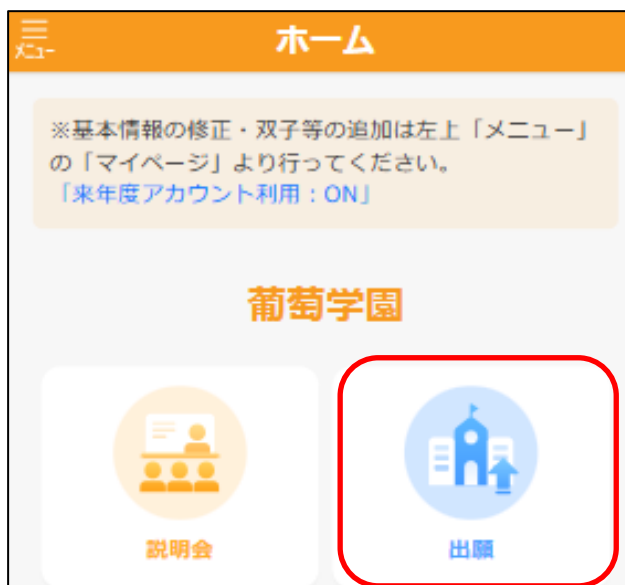 メニュー
ホーム
※基本情報の修正・双子等の追加は左上「メニュー」
の「マイページ」より行ってください。
「来年度アカウント利用：ON」
葡萄学園
説明会
出願